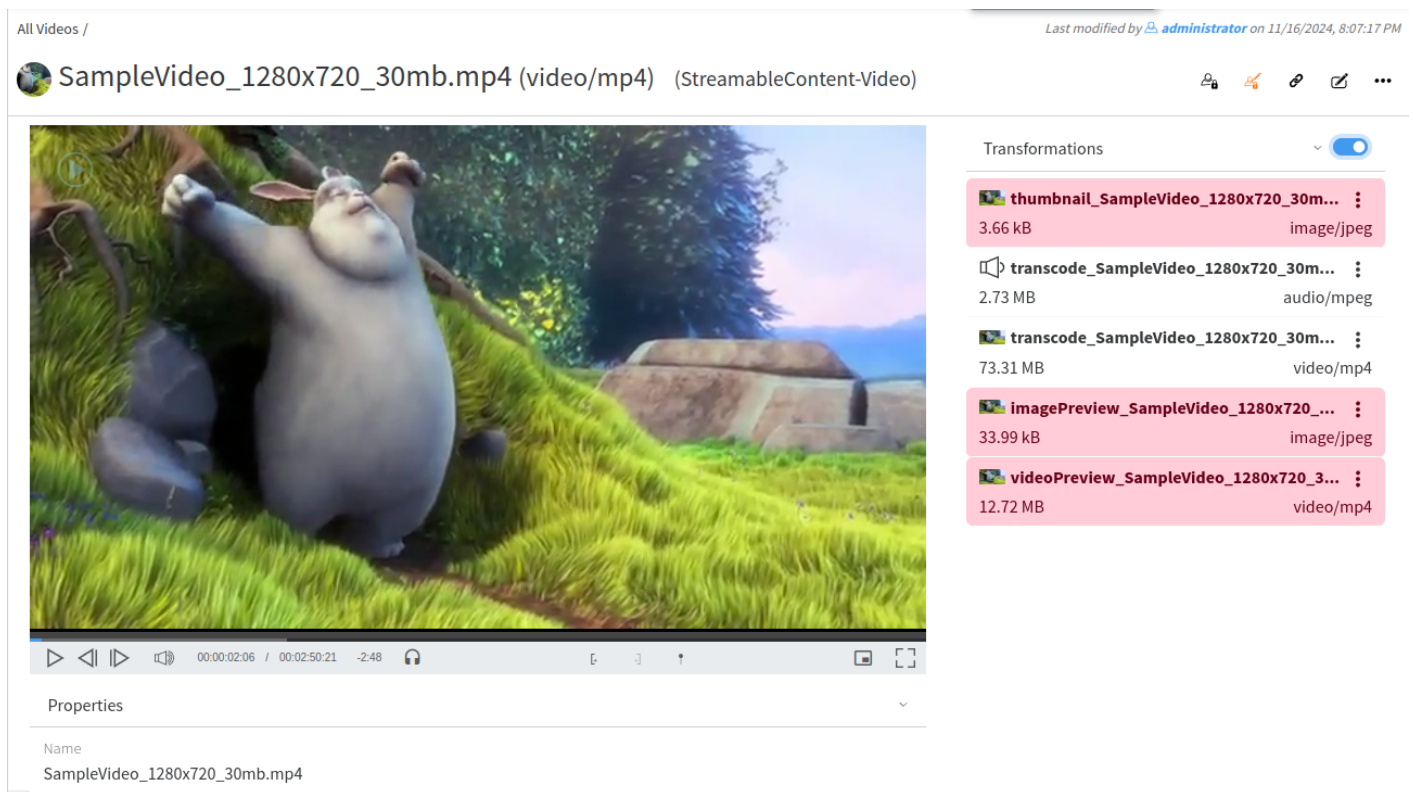 All Videos /
Last modified by administrator on 11/16/2024, 8:07:17 PM
SampleVideo_1280x720_30mb.mp4 (video/mp4) (StreamableContent-Video)
Transformations
thumbnail_SampleVideo_1280x720_30m...
3.66 kB image/jpeg
transcode_SampleVideo_1280x720_30m...
2.73 MB audio/mpeg
transcode_SampleVideo_1280x720_30m...
73.31 MB video/mp4
imagePreview_SampleVideo_1280x720_...
33.99 kB image/jpeg
videoPreview_SampleVideo_1280x720_3...
12.72 MB video/mp4
00:00:02:06 / 00:02:50:21 -2:48
Properties
Name
SampleVideo_1280x720_30mb.mp4